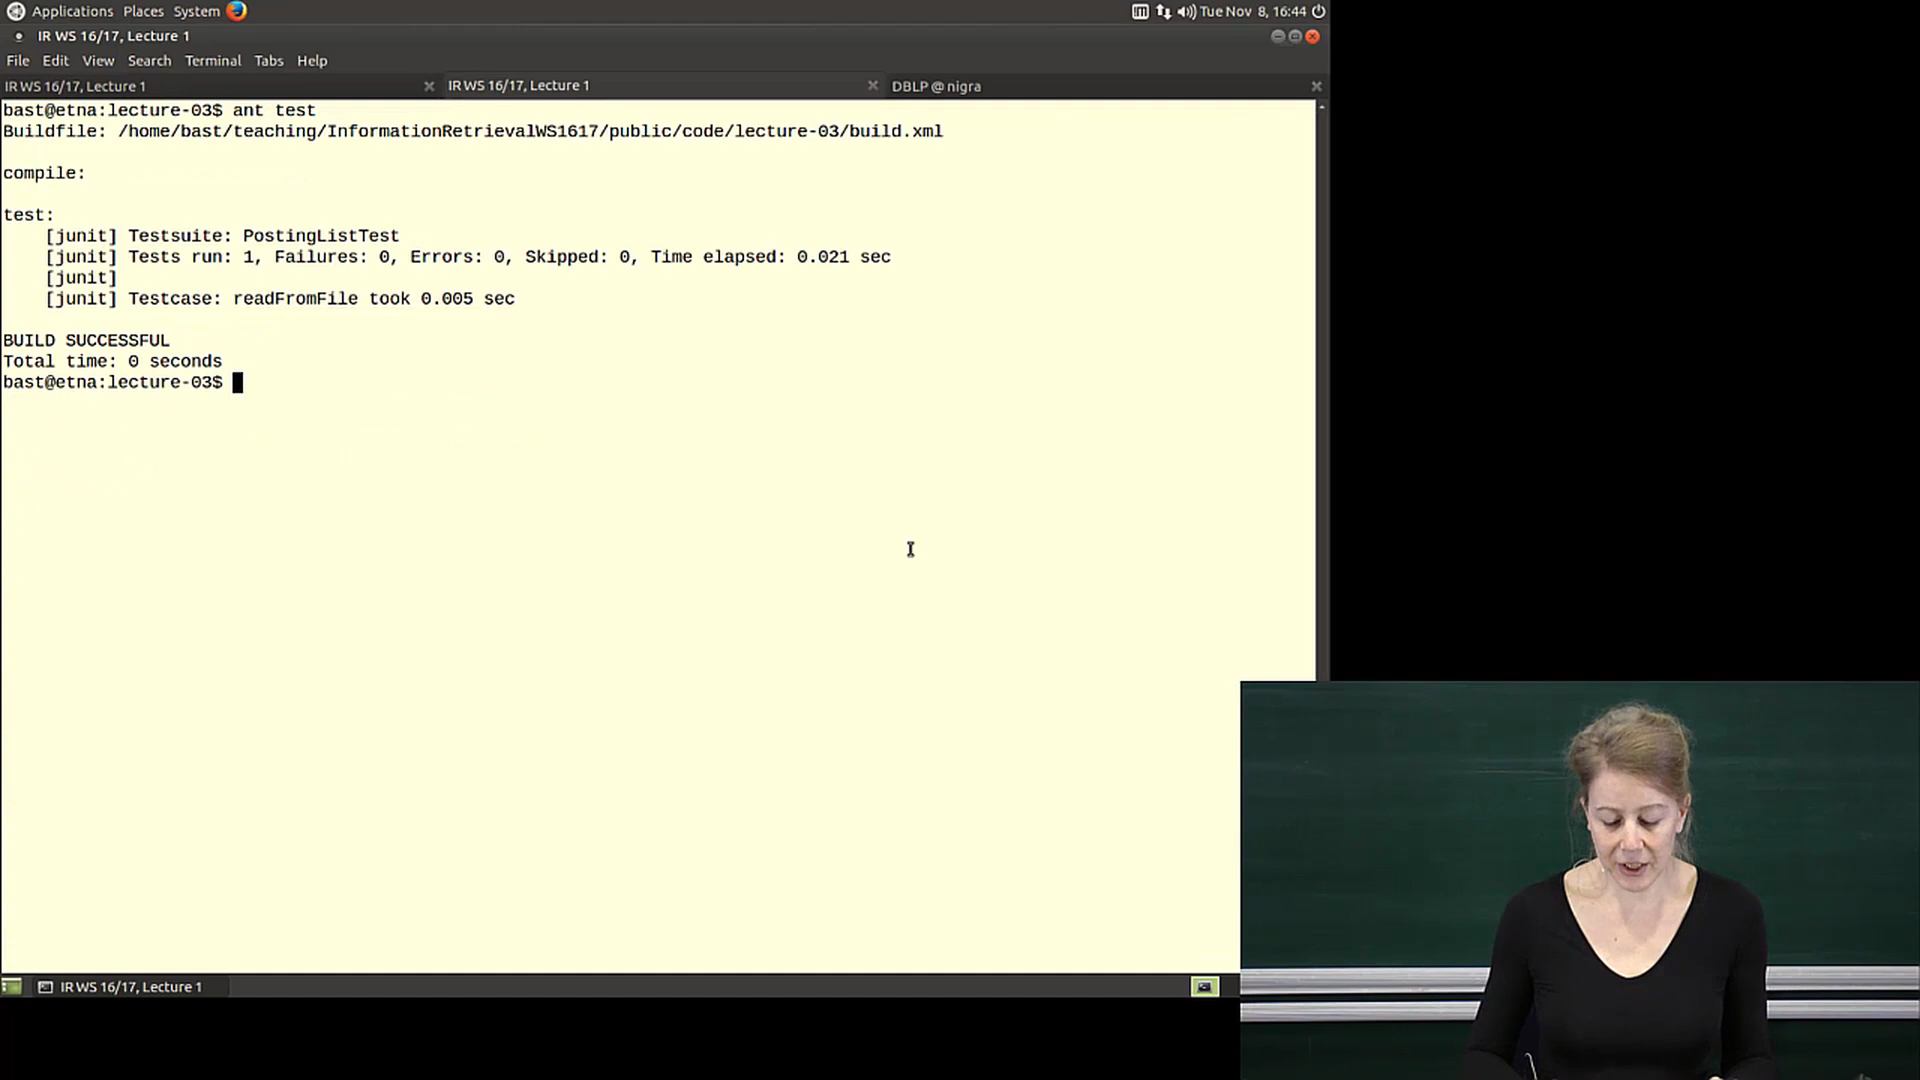 Applications Places System
Tue Nov 8, 16:44
IR WS 16/17, Lecture 1
File Edit View Search Terminal Tabs Help
IR WS 16/17, Lecture 1
IR WS 16/17, Lecture 1
DBLP @ nigra
bast@etna:lecture-03$ ant test
Buildfile: /home/bast/teaching/InformationRetrievalWS1617/public/code/lecture-03/build.xml
compile:
test:
[junit] Testsuite: PostingListTest
[junit] Tests run: 1, Failures: 0, Errors: 0, Skipped: 0, Time elapsed: 0.021 sec
[junit]
[junit] Testcase: readFromFile took 0.005 sec
BUILD SUCCESSFUL
Total time: 0 seconds
bast@etna:lecture-03$
IR WS 16/17, Lecture 1